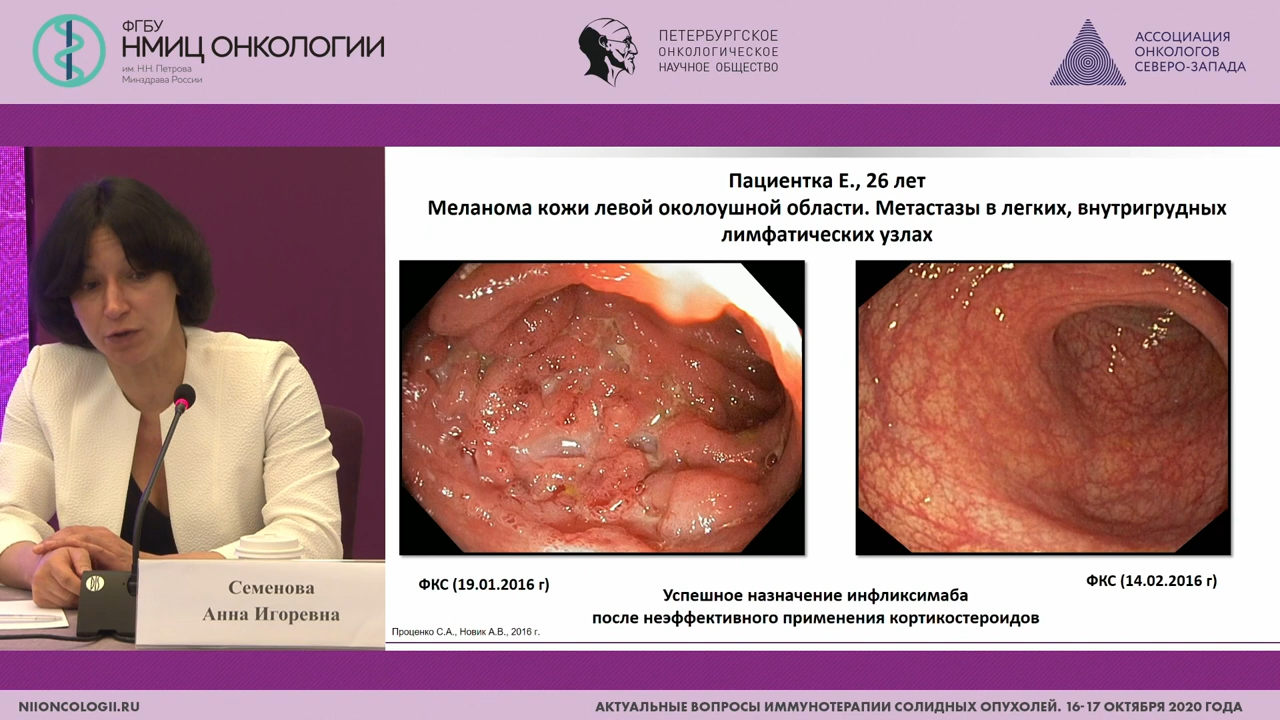 ФГБУ
НМИЦ ОНКОЛОГИИ
им. Н.Н. Петрова
Минздрава России
ПЕТЕРБУРГСКОЕ
ОНКОЛОГИЧЕСКОЕ
НАУЧНОЕ ОБЩЕСТВО
АССОЦИАЦИЯ
ОНКОЛОГОВ
СЕВЕРО-ЗАПАДА
Пациентка Е., 26 лет
Меланома кожи левой околоушной области. Метастазы в легких, внутригрудных
лимфатических узлах
ФКС (19.01.2016 г)
ФКС (14.02.2016 г)
Успешное назначение инфликсимаба
после неэффективного применения кортикостероидов
Проценко С.А., Новик А.В., 2016 г.
Семенова
Анна Игоревна
NIIONCOLOGII.RU
АКТУАЛЬНЫЕ ВОПРОСЫ ИММУНОТЕРАПИИ СОЛИДНЫХ ОПУХОЛЕЙ. 16-17 ОКТЯБРЯ 2020 ГОДА